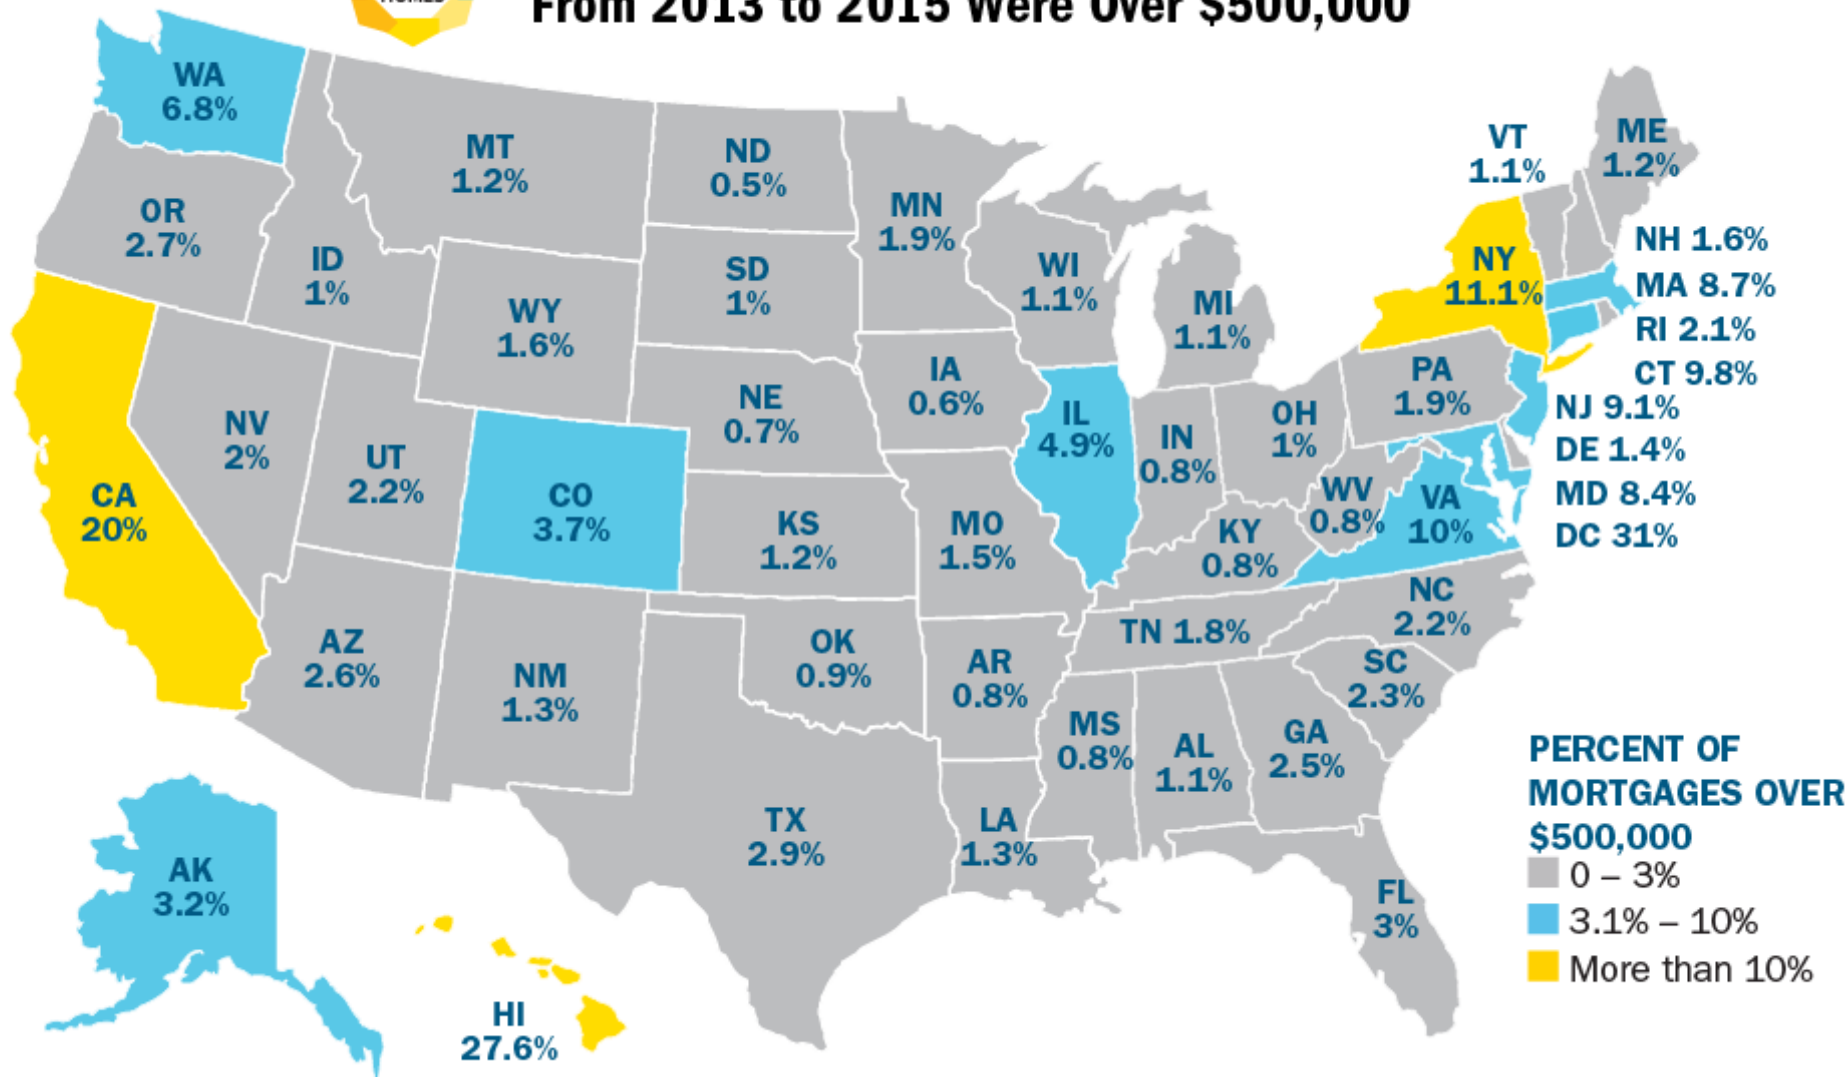 From 2013 to 2015 Were Over $500,000
WA
6.8%
MT
1.2%
ND
0.5%
MN
1.9%
VT
1.1%
ME
1.2%
OR
2.7%
ID
1%
WY
1.6%
SD
1%
WI
1.1%
MI
1.1%
NY
11.1%
NH 1.6%
MA 8.7%
RI 2.1%
CT 9.8%
NJ 9.1%
DE 1.4%
MD 8.4%
DC 31%
CA
20%
NV
2%
UT
2.2%
CO
3.7%
NE
0.7%
IA
0.6%
IL
4.9%
IN
0.8%
OH
1%
PA
1.9%
WV
0.8%
VA
10%
KS
1.2%
MO
1.5%
KY
0.8%
NC
2.2%
TN 1.8%
SC
2.3%
AZ
2.6%
NM
1.3%
OK
0.9%
AR
0.8%
MS
0.8%
AL
1.1%
GA
2.5%
TX
2.9%
LA
1.3%
FL
3%
AK
3.2%
HI
27.6%
PERCENT OF
MORTGAGES OVER
$500,000
0 – 3%
3.1% – 10%
More than 10%